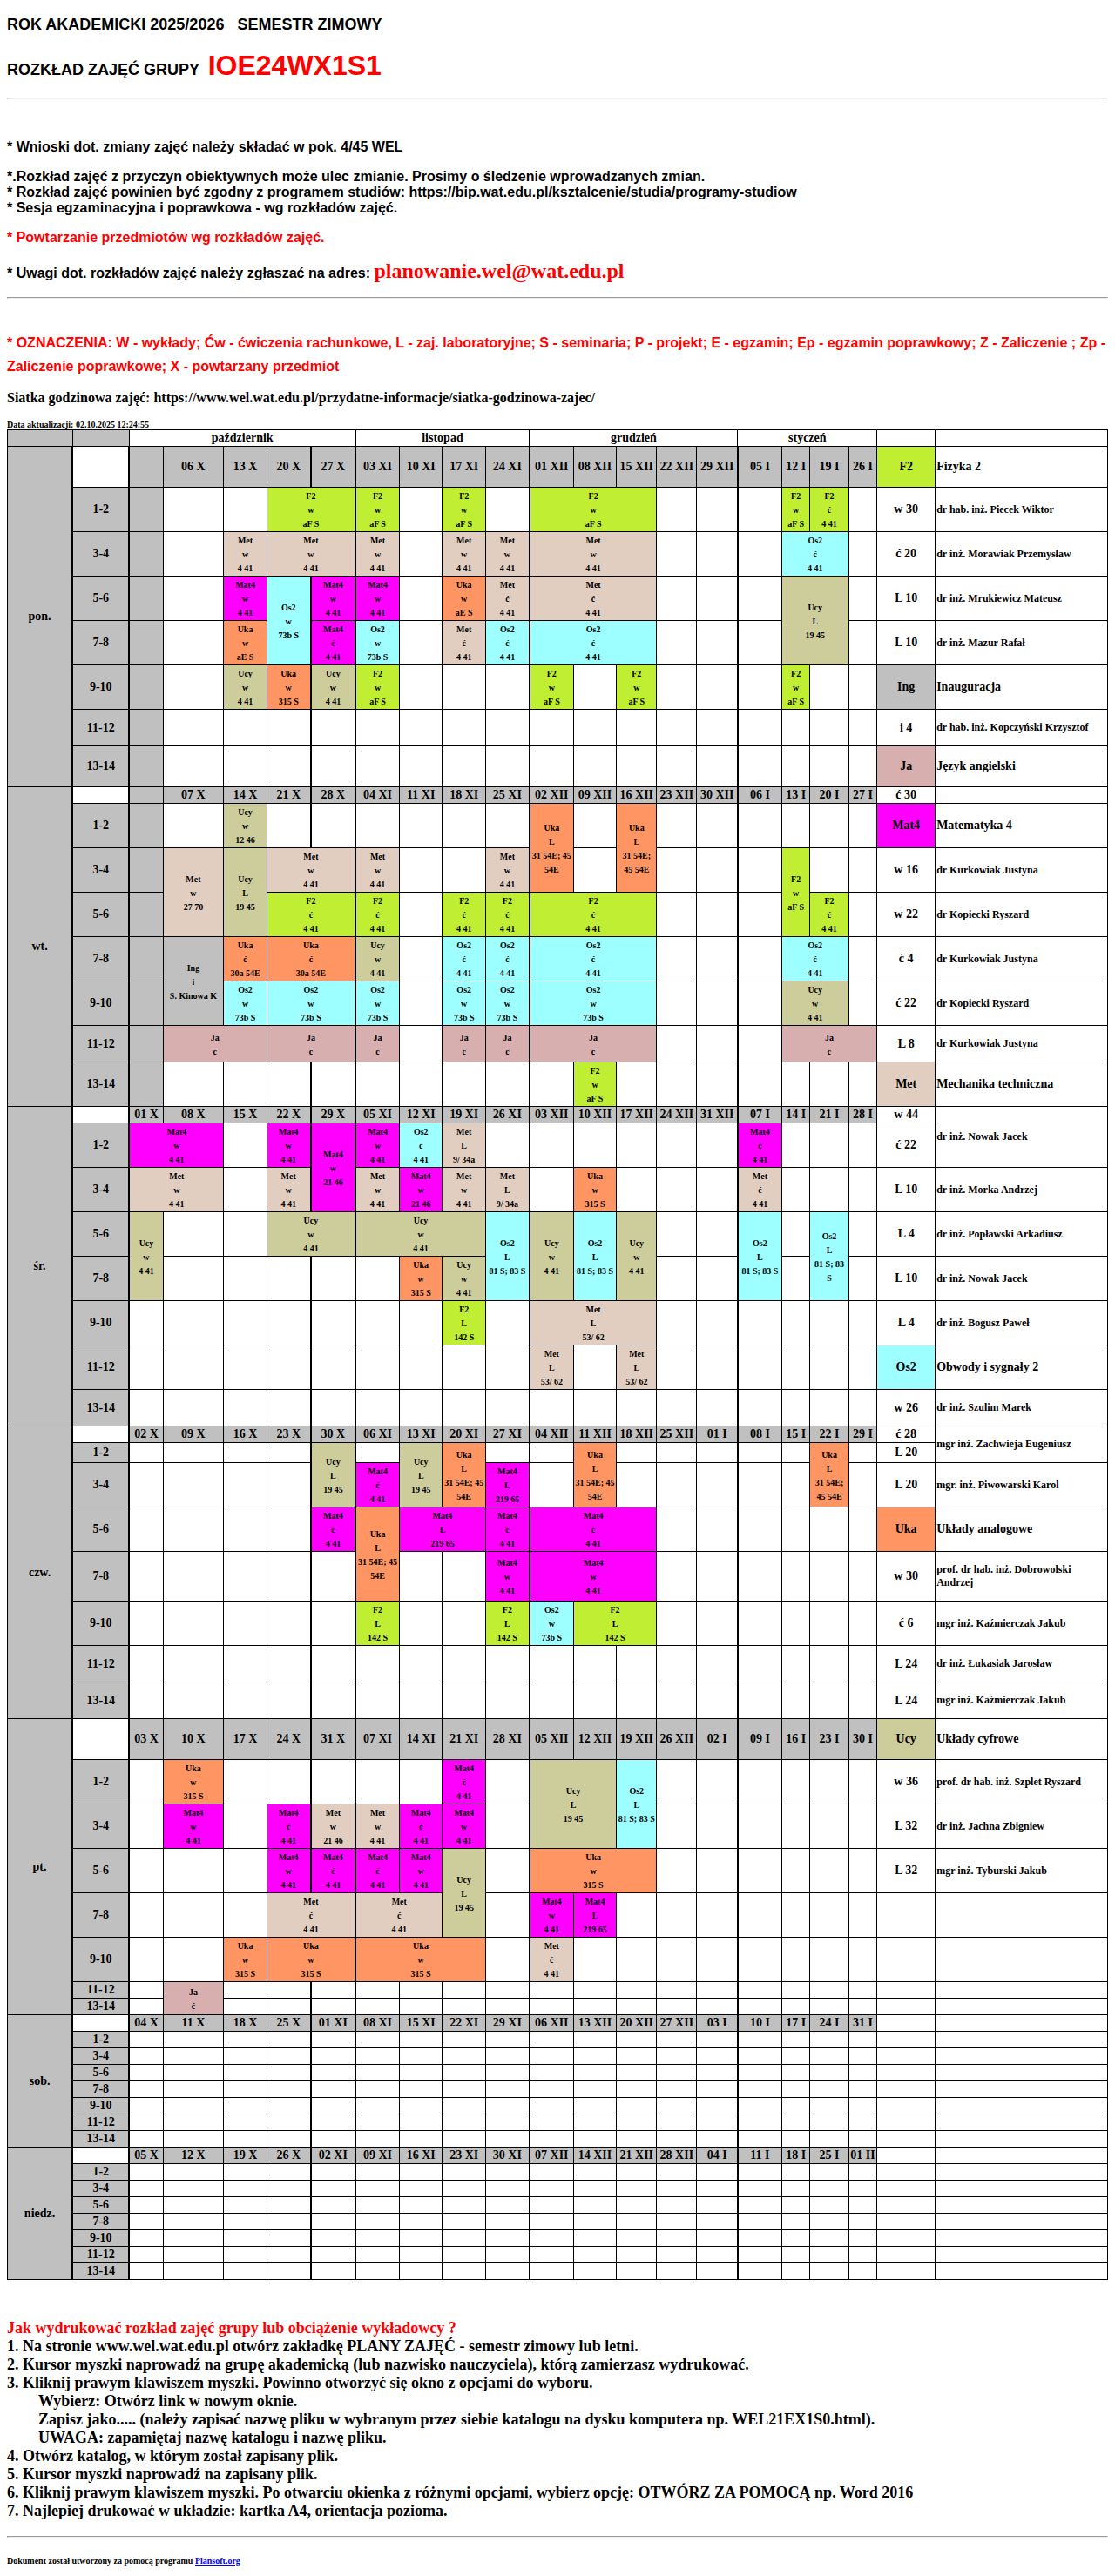 ROK AKADEMICKI 2025/2026 SEMESTR ZIMOWY
ROZKŁAD ZAJĘĆ GRUPY IOE24WX1S1
* Wnioski dot. zmiany zajęć należy składać w pok. 4/45 WEL
*.Rozkład zajęć z przyczyn obiektywnych może ulec zmianie. Prosimy o śledzenie wprowadzanych zmian.
* Rozkład zajęć powinien być zgodny z programem studiów: https://bip.wat.edu.pl/ksztalcenie/studia/programy-studiow
* Sesja egzaminacyjna i poprawkowa - wg rozkładów zajęć.
* Powtarzanie przedmiotów wg rozkładów zajęć.
* Uwagi dot. rozkładów zajęć należy zgłaszać na adres: planowanie.wel@wat.edu.pl
* OZNACZENIA: W - wykłady; Ćw - ćwiczenia rachunkowe, L - zaj. laboratoryjne; S - seminaria; P - projekt; E - egzamin; Ep - egzamin poprawkowy; Z - Zaliczenie ; Zp -
Zaliczenie poprawkowe; X - powtarzany przedmiot
Siatka godzinowa zajęć: https://www.wel.wat.edu.pl/przydatne-informacje/siatka-godzinowa-zajec/
Data aktualizacji: 02.10.2025 12:24:55
październik listopad grudzień styczeń
pon. 06 X 13 X 20 X 27 X 03 XI 10 XI 17 XI 24 XI 01 XII 08 XII 15 XII 22 XII 29 XII 05 I 12 I 19 I 26 I F2 Fizyka 2
1-2 F2 w aF S F2 w aF S F2 w aF S F2 w aF S F2 w aF S F2 ć 4 41 w 30 dr hab. inż. Piecek Wiktor
3-4 Met w 4 41 Met w 4 41 Met w 4 41 Met w 4 41 Met w 4 41 Met w 4 41 Os2 ć 4 41 ć 20 dr inż. Morawiak Przemysław
5-6 Mat4 w 4 41 Os2 w 73b S Mat4 w 4 41 Mat4 w 4 41 Uka w aE S Met ć 4 41 Met ć 4 41 Ucy L 19 45 L 10 dr inż. Mrukiewicz Mateusz
7-8 Uka w aE S Mat4 ć 4 41 Os2 w 73b S Met ć 4 41 Os2 ć 4 41 Os2 ć 4 41 L 10 dr inż. Mazur Rafał
9-10 Ucy w 4 41 Uka w 315 S Ucy w 4 41 F2 w aF S F2 w aF S F2 w aF S F2 w aF S Ing Inauguracja
11-12 i 4 dr hab. inż. Kopczyński Krzysztof
13-14 Ja Język angielski
wt. 07 X 14 X 21 X 28 X 04 XI 11 XI 18 XI 25 XI 02 XII 09 XII 16 XII 23 XII 30 XII 06 I 13 I 20 I 27 I ć 30
1-2 Ucy w 12 46 Uka L 31 54E; 45 54E Uka L 31 54E; 45 54E Mat4 Matematyka 4
3-4 Met w 27 70 Ucy L 19 45 Met w 4 41 Met w 4 41 Met w 4 41 F2 w aF S w 16 dr Kurkowiak Justyna
5-6 F2 ć 4 41 F2 ć 4 41 F2 ć 4 41 F2 ć 4 41 F2 ć 4 41 F2 ć 4 41 w 22 dr Kopiecki Ryszard
7-8 Ing i S. Kinowa K Uka ć 30a 54E Uka ć 30a 54E Ucy w 4 41 Os2 ć 4 41 Os2 ć 4 41 Os2 ć 4 41 Os2 ć 4 41 ć 4 dr Kurkowiak Justyna
9-10 Os2 w 73b S Os2 w 73b S Os2 w 73b S Os2 w 73b S Os2 w 73b S Os2 w 73b S Ucy w 4 41 ć 22 dr Kopiecki Ryszard
11-12 Ja ć Ja ć Ja ć Ja ć Ja ć Ja ć Ja ć L 8 dr Kurkowiak Justyna
13-14 F2 w aF S Met Mechanika techniczna
śr. 01 X 08 X 15 X 22 X 29 X 05 XI 12 XI 19 XI 26 XI 03 XII 10 XII 17 XII 24 XII 31 XII 07 I 14 I 21 I 28 I w 44 dr inż. Nowak Jacek
1-2 Mat4 w 4 41 Mat4 w 4 41 Mat4 w 21 46 Mat4 w 4 41 Os2 ć 4 41 Met L 9/ 34a Mat4 ć 4 41 ć 22
3-4 Met w 4 41 Met w 4 41 Met w 4 41 Mat4 w 21 46 Met w 4 41 Met L 9/ 34a Uka w 315 S Met ć 4 41 L 10 dr inż. Morka Andrzej
5-6 Ucy w 4 41 Ucy w 4 41 Ucy w 4 41 Os2 L 81 S; 83 S Ucy w 4 41 Os2 L 81 S; 83 S Ucy w 4 41 Os2 L 81 S; 83 S Os2 L 81 S; 83 S L 4 dr inż. Popławski Arkadiusz
7-8 Uka w 315 S Ucy w 4 41 L 10 dr inż. Nowak Jacek
9-10 F2 L 142 S Met L 53/ 62 L 4 dr inż. Bogusz Paweł
11-12 Met L 53/ 62 Met L 53/ 62 Os2 Obwody i sygnały 2
13-14 w 26 dr inż. Szulim Marek
czw. 02 X 09 X 16 X 23 X 30 X 06 XI 13 XI 20 XI 27 XI 04 XII 11 XII 18 XII 25 XII 01 I 08 I 15 I 22 I 29 I ć 28 mgr inż. Zachwieja Eugeniusz
1-2 Ucy L 19 45 Ucy L 19 45 Uka L 31 54E; 45 54E Uka L 31 54E; 45 54E Uka L 31 54E; 45 54E L 20
3-4 Mat4 ć 4 41 Mat4 L 219 65 L 20 mgr. inż. Piwowarski Karol
5-6 Mat4 ć 4 41 Uka L 31 54E; 45 54E Mat4 L 219 65 Mat4 ć 4 41 Mat4 ć 4 41 Uka Układy analogowe
7-8 Mat4 w 4 41 Mat4 w 4 41 w 30 prof. dr hab. inż. Dobrowolski Andrzej
9-10 F2 L 142 S F2 L 142 S Os2 w 73b S F2 L 142 S ć 6 mgr inż. Kaźmierczak Jakub
11-12 L 24 dr inż. Łukasiak Jarosław
13-14 L 24 mgr inż. Kaźmierczak Jakub
pt. 03 X 10 X 17 X 24 X 31 X 07 XI 14 XI 21 XI 28 XI 05 XII 12 XII 19 XII 26 XII 02 I 09 I 16 I 23 I 30 I Ucy Układy cyfrowe
1-2 Uka w 315 S Mat4 ć 4 41 Ucy L 19 45 Os2 L 81 S; 83 S w 36 prof. dr hab. inż. Szplet Ryszard
3-4 Mat4 w 4 41 Mat4 ć 4 41 Met w 21 46 Met w 4 41 Mat4 ć 4 41 Mat4 w 4 41 L 32 dr inż. Jachna Zbigniew
5-6 Mat4 w 4 41 Mat4 ć 4 41 Mat4 ć 4 41 Mat4 w 4 41 Ucy L 19 45 Uka w 315 S L 32 mgr inż. Tyburski Jakub
7-8 Met ć 4 41 Met ć 4 41 Mat4 w 4 41 Mat4 L 219 65
9-10 Uka w 315 S Uka w 315 S Uka w 315 S Met ć 4 41
11-12 Ja ć
13-14
sob. 04 X 11 X 18 X 25 X 01 XI 08 XI 15 XI 22 XI 29 XI 06 XII 13 XII 20 XII 27 XII 03 I 10 I 17 I 24 I 31 I
1-2
3-4
5-6
7-8
9-10
11-12
13-14
niedz. 05 X 12 X 19 X 26 X 02 XI 09 XI 16 XI 23 XI 30 XI 07 XII 14 XII 21 XII 28 XII 04 I 11 I 18 I 25 I 01 II
1-2
3-4
5-6
7-8
9-10
11-12
13-14
Jak wydrukować rozkład zajęć grupy lub obciążenie wykładowcy ?
1. Na stronie www.wel.wat.edu.pl otwórz zakładkę PLANY ZAJĘĆ - semestr zimowy lub letni.
2. Kursor myszki naprowadź na grupę akademicką (lub nazwisko nauczyciela), którą zamierzasz wydrukować.
3. Kliknij prawym klawiszem myszki. Powinno otworzyć się okno z opcjami do wyboru.
Wybierz: Otwórz link w nowym oknie.
Zapisz jako..... (należy zapisać nazwę pliku w wybranym przez siebie katalogu na dysku komputera np. WEL21EX1S0.html).
UWAGA: zapamiętaj nazwę katalogu i nazwę pliku.
4. Otwórz katalog, w którym został zapisany plik.
5. Kursor myszki naprowadź na zapisany plik.
6. Kliknij prawym klawiszem myszki. Po otwarciu okienka z różnymi opcjami, wybierz opcję: OTWÓRZ ZA POMOCĄ np. Word 2016
7. Najlepiej drukować w układzie: kartka A4, orientacja pozioma.
Dokument został utworzony za pomocą programu Plansoft.org